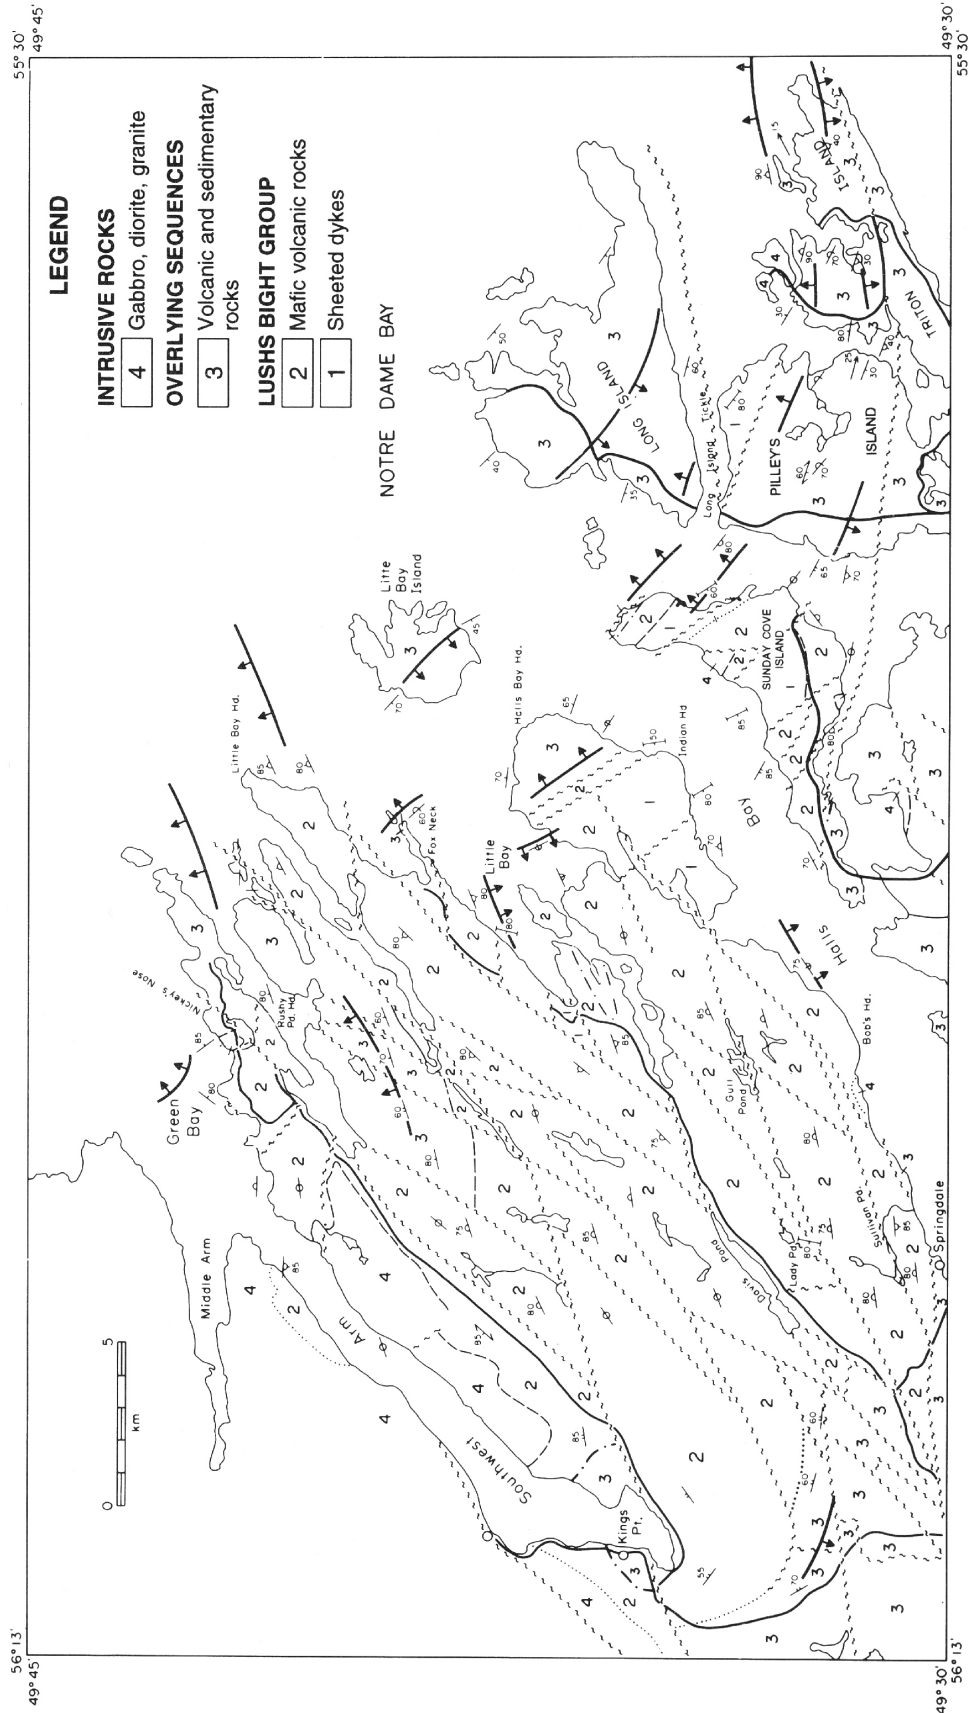 56° 13'
49° 45'
55° 30'
49° 45'
LEGEND
INTRUSIVE ROCKS
4 Gabbro, diorite, granite
OVERLYING SEQUENCES
3 Volcanic and sedimentary
rocks
LUSHS BIGHT GROUP
2 Mafic volcanic rocks
1 Sheeted dykes
0 5
km
NOTRE DAME BAY
Middle Arm
Green
Bay
Nickey's Nose
Rushy
Pd. Hd.
Little Bay Hd.
Litte
Bay
Island
Southwest
Arm
Fox Neck
Little
Bay
Halls Bay Hd.
Indian Hd
LONG ISLAND
Long Island Tickle
Kings
Pt.
Davis Pond
Gull
Pond
Lady Pd.
Sullivan Pd.
Bob's Hd.
Halls
Bay
SUNDAY COVE
ISLAND
PILLEY'S
ISLAND
TRITON
ISLAND
Springdale
49° 30'
56° 13'
49° 30'
55° 30'